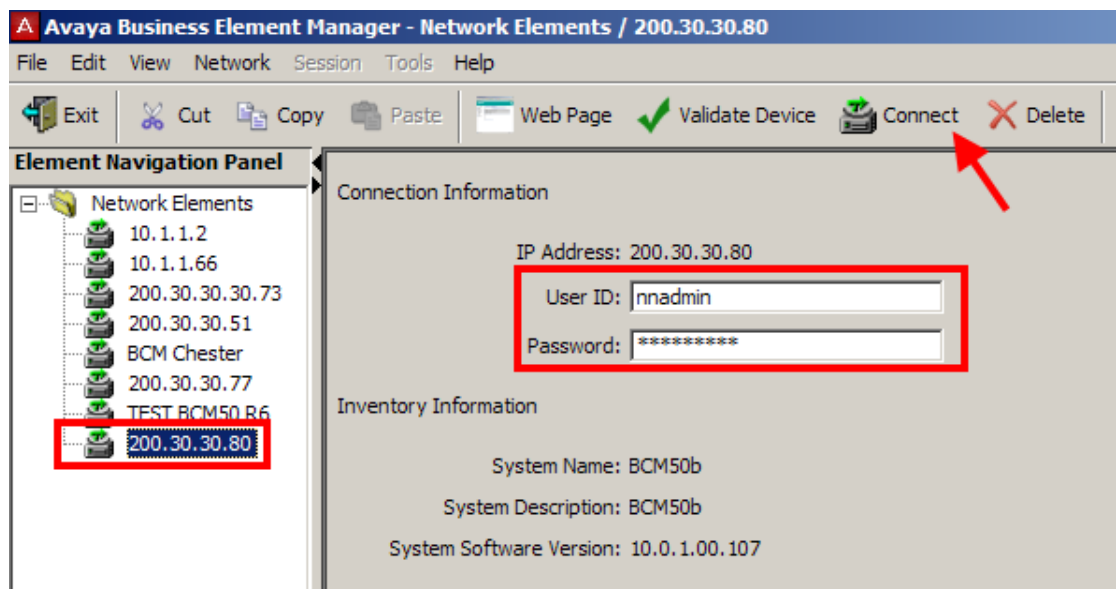 Avaya Business Element Manager - Network Elements / 200.30.30.80
File Edit View Network Session Tools Help
Exit Cut Copy Paste Web Page Validate Device Connect Delete
Element Navigation Panel
Network Elements
10.1.1.2
10.1.1.66
200.30.30.30.73
200.30.30.51
BCM Chester
200.30.30.77
TEST BCM50 R6
200.30.30.80
Connection Information
IP Address: 200.30.30.80
User ID: nnadmin
Password: *********
Inventory Information
System Name: BCM50b
System Description: BCM50b
System Software Version: 10.0.1.00.107